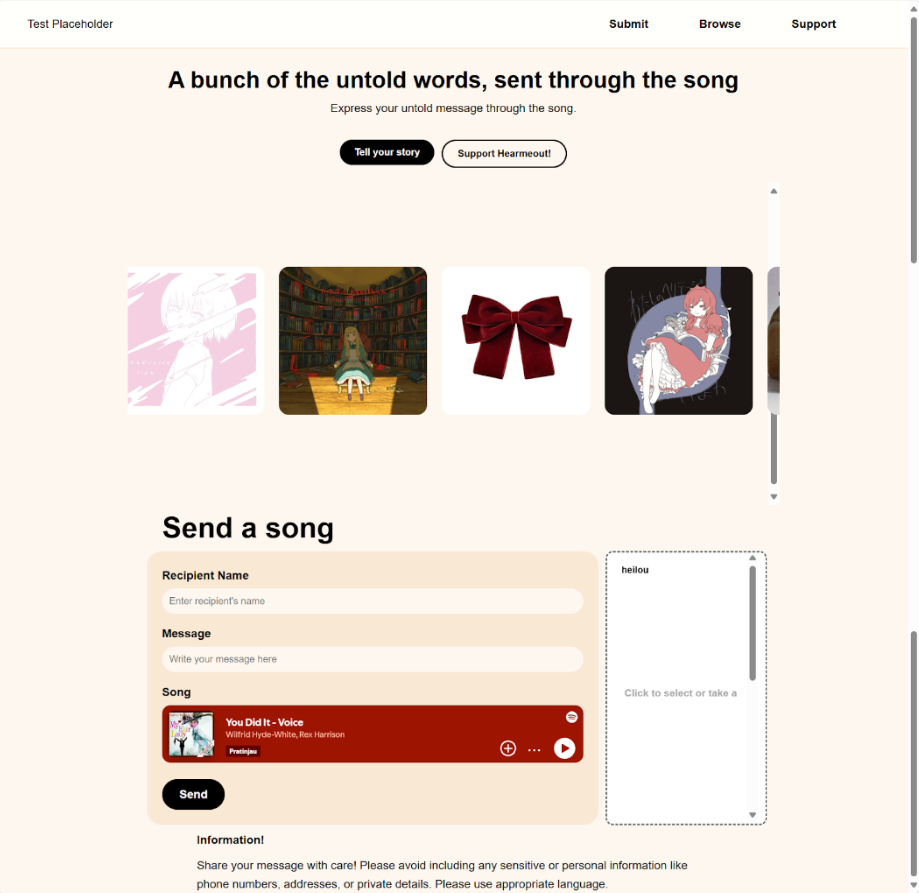 Test Placeholder
Submit
Browse
Support
A bunch of the untold words, sent through the song
Express your untold message through the song.
Tell your story
Support Hearmeout!
Send a song
Recipient Name
Enter recipient's name
Message
Write your message here
Song
You Did It - Voice
Wilfrid Hyde-White, Rex Harrison
Pratinjau
Send
heilou
Click to select or take a
Information!
Share your message with care! Please avoid including any sensitive or personal information like
phone numbers, addresses, or private details. Please use appropriate language.